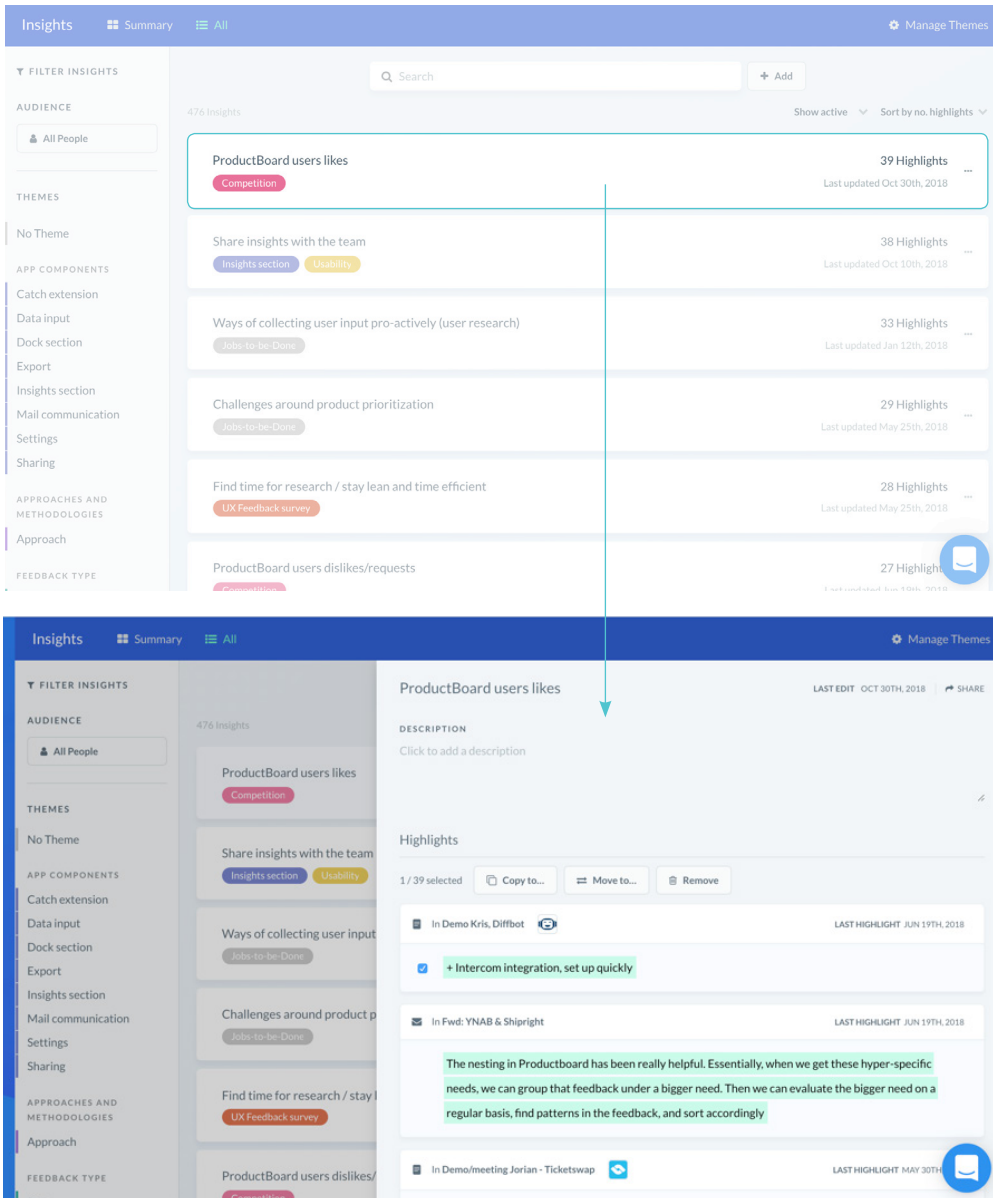 Insights Summary All Manage Themes
FILTER INSIGHTS
AUDIENCE
All People
THEMES
No Theme
APP COMPONENTS
Catch extension
Data input
Dock section
Export
Insights section
Mail communication
Settings
Sharing
APPROACHES AND
METHODOLOGIES
Approach
FEEDBACK TYPE
Search
+ Add
476 Insights
Show active Sort by no. highlights
ProductBoard users likes 39 Highlights
Competition Last updated Oct 30th, 2018
Share insights with the team 38 Highlights
Insights section Usability Last updated Oct 10th, 2018
Ways of collecting user input pro-actively (user research) 33 Highlights
Jobs-to-be-Done Last updated Jan 12th, 2018
Challenges around product prioritization 29 Highlights
Jobs-to-be-Done Last updated May 25th, 2018
Find time for research / stay lean and time efficient 28 Highlights
UX Feedback survey Last updated May 25th, 2018
ProductBoard users dislikes/requests 27 Highlight
Competition Last updated Jun 19th, 2018
Insights Summary All Manage Themes
FILTER INSIGHTS
AUDIENCE
All People
THEMES
No Theme
APP COMPONENTS
Catch extension
Data input
Dock section
Export
Insights section
Mail communication
Settings
Sharing
APPROACHES AND
METHODOLOGIES
Approach
FEEDBACK TYPE
476 Insights
ProductBoard users likes
Competition
Share insights with the team
Insights section Usability
Ways of collecting user input
Jobs-to-be-Done
Challenges around product p
Jobs-to-be-Done
Find time for research / stay l
UX Feedback survey
ProductBoard users dislikes/
Competition
ProductBoard users likes LAST EDIT OCT 30TH, 2018 SHARE
DESCRIPTION
Click to add a description
Highlights
1 / 39 selected Copy to... Move to... Remove
In Demo Kris, Diffbot LAST HIGHLIGHT JUN 19TH, 2018
+ Intercom integration, set up quickly
In Fwd: YNAB & Shipright LAST HIGHLIGHT JUN 19TH, 2018
The nesting in Productboard has been really helpful. Essentially, when we get these hyper-specific
needs, we can group that feedback under a bigger need. Then we can evaluate the bigger need on a
regular basis, find patterns in the feedback, and sort accordingly
In Demo/meeting Jorian - Ticketswap LAST HIGHLIGHT MAY 30TH